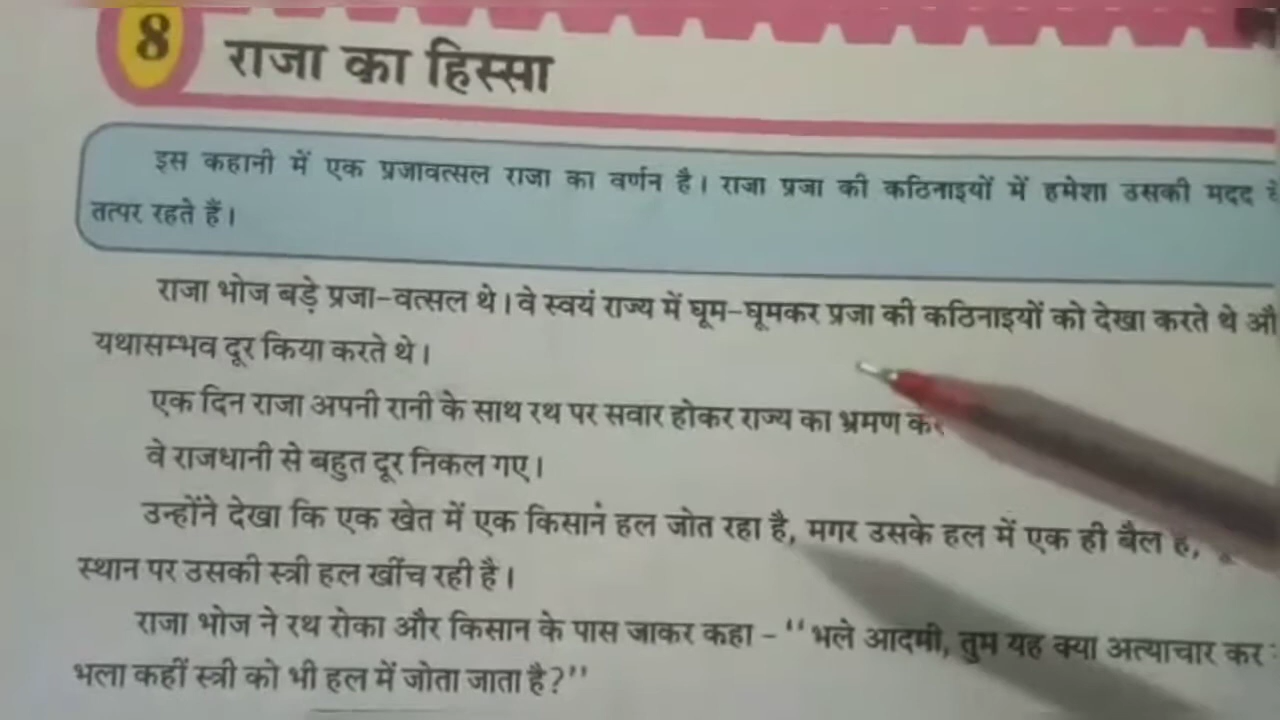 8
राजा का हिस्सा
इस कहानी में एक प्रजावत्सल राजा का वर्णन है। राजा प्रजा की कठिनाइयों में हमेशा उसकी मदद
तत्पर रहते हैं।
राजा भोज बड़े प्रजा-वत्सल थे। वे स्वयं राज्य में घूम-घूमकर प्रजा की कठिनाइयों को देखा करते थे
यथासम्भव दूर किया करते थे।
एक दिन राजा अपनी रानी के साथ रथ पर सवार होकर राज्य का भ्रमण
वे राजधानी से बहुत दूर निकल गए।
उन्होंने देखा कि एक खेत में एक किसानं हल जोत रहा है, मगर उसके हल में एक ही बैल
स्थान पर उसकी स्त्री हल खींच रही है।
राजा भोज ने रथ रोका और किसान के पास जाकर कहा - ‘‘भले आदमी, तुम यह क्या अत्याचार कर
भला कहीं स्त्री को भी हल में जोता जाता है?’’